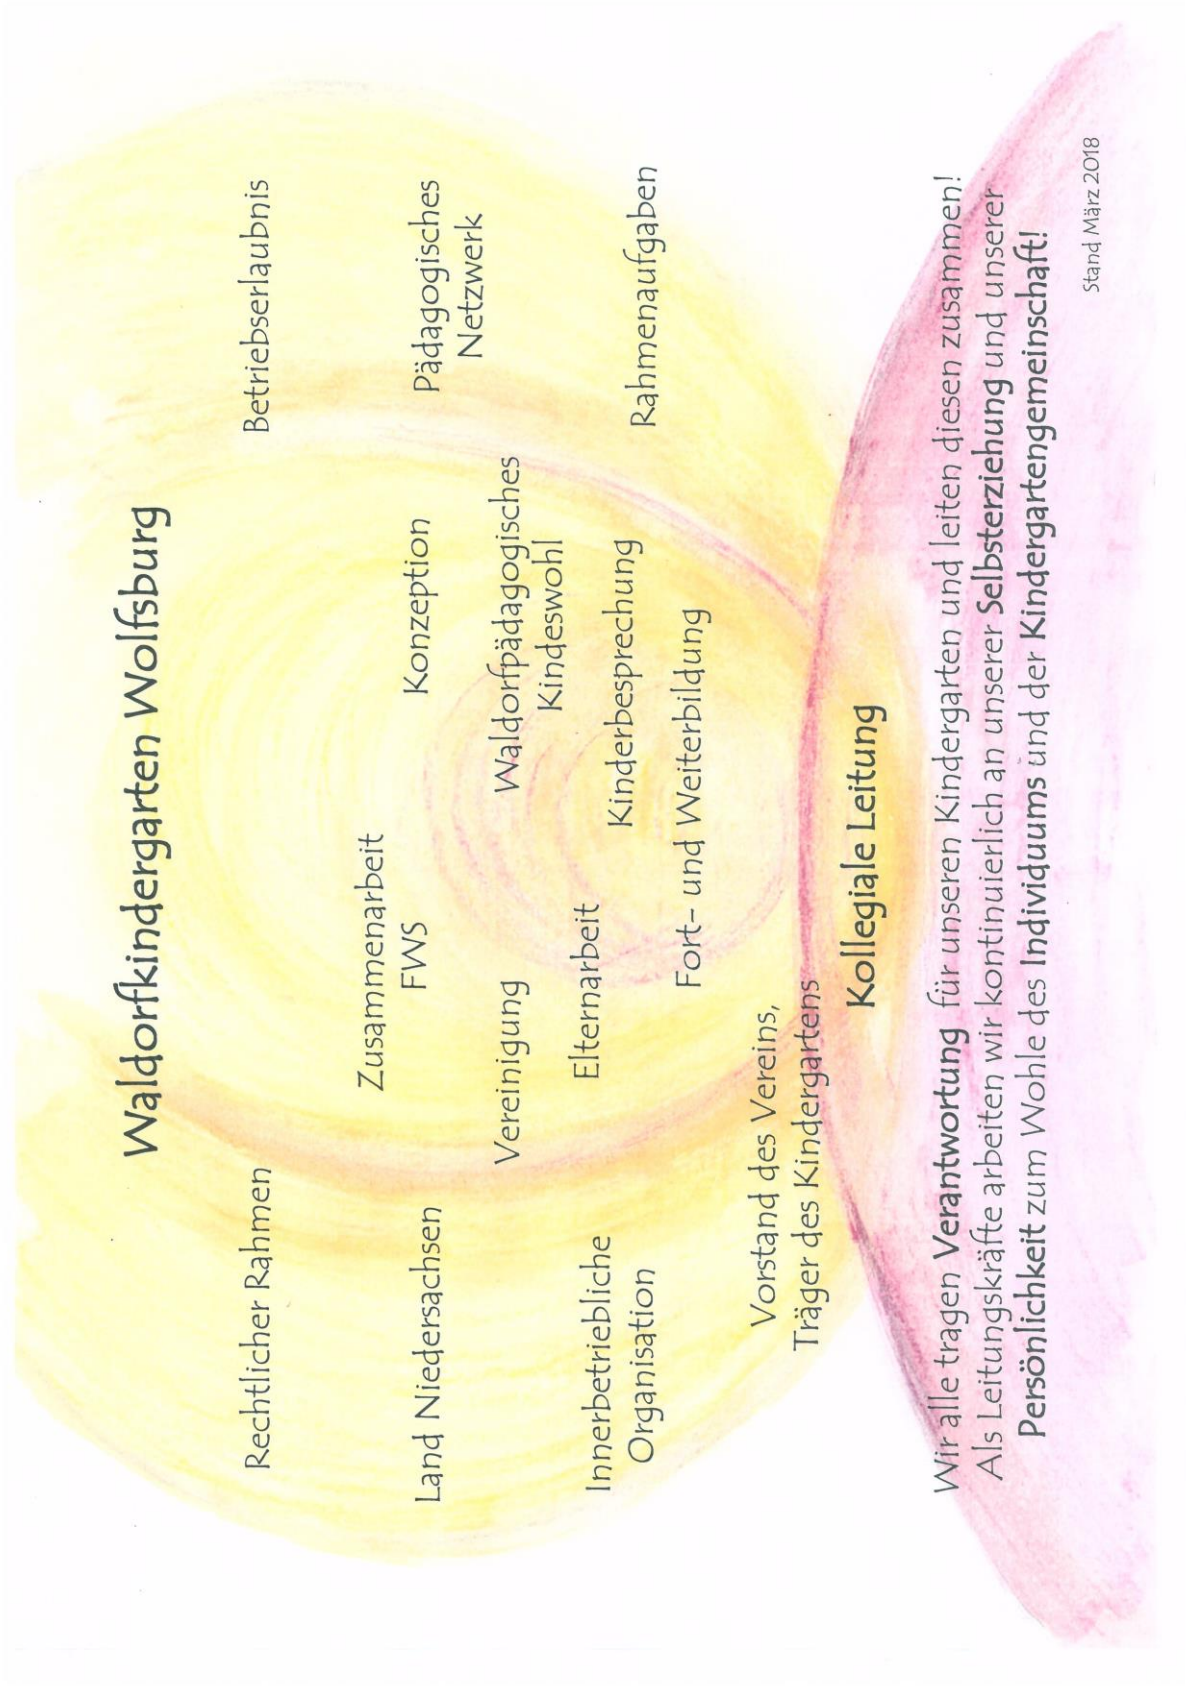 Waldorfkindergarten Wolfsburg
Rechtlicher Rahmen
Betriebserlaubnis
Zusammenarbeit
FWS
Konzeption
Land Niedersachsen
Pädagogisches
Netzwerk
Vereinigung
Waldorfpädagogisches
Kindeswohl
Elternarbeit
Kinderbesprechung
Innerbetriebliche
Organisation
Rahmenaufgaben
Fort- und Weiterbildung
Vorstand des Vereins,
Träger des Kindergartens
Kollegiale Leitung
Wir alle tragen Verantwortung für unseren Kindergarten und leiten diesen zusammen!
Als Leitungskräfte arbeiten wir kontinuierlich an unserer Selbsterziehung und unserer
Persönlichkeit zum Wohle des Individuums und der Kindergartengemeinschaft!
Stand März 2018